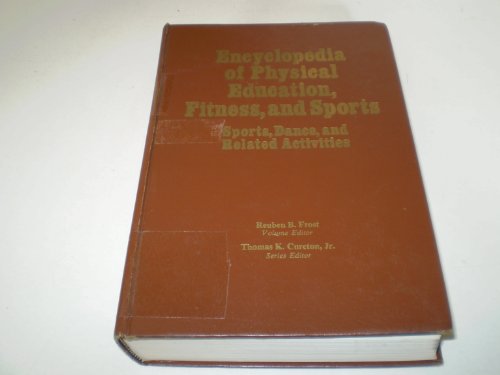 Encyclopedia
of Physical
Education,
Fitness, and Sports
Sports, Dance, and
Related Activities
Reuben B. Frost
Volume Editor
Thomas K. Cureton, Jr.
Series Editor